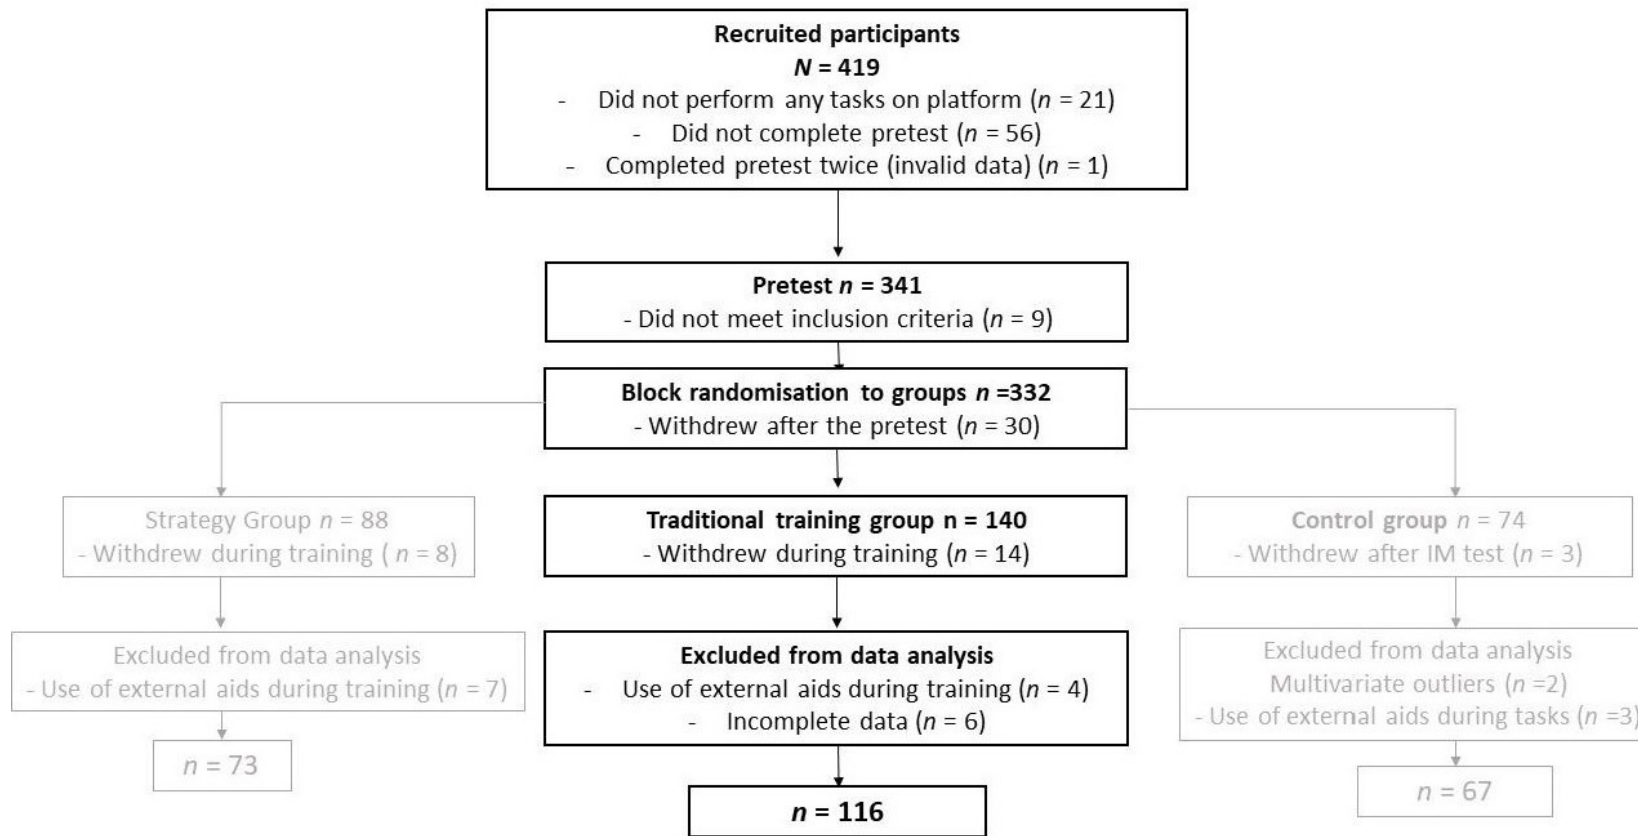 Recruited participants
N = 419
- Did not perform any tasks on platform (n = 21)
- Did not complete pretest (n = 56)
- Completed pretest twice (invalid data) (n = 1)
Pretest n = 341
- Did not meet inclusion criteria (n = 9)
Block randomisation to groups n =332
- Withdrew after the pretest (n = 30)
Strategy Group n = 88
- Withdrew during training ( n = 8)
Traditional training group n = 140
- Withdrew during training (n = 14)
Control group n = 74
- Withdrew after IM test (n = 3)
Excluded from data analysis
- Use of external aids during training (n = 7)
Excluded from data analysis
- Use of external aids during training (n = 4)
- Incomplete data (n = 6)
Excluded from data analysis
Multivariate outliers (n =2)
- Use of external aids during tasks (n =3)
n = 73
n = 116
n = 67